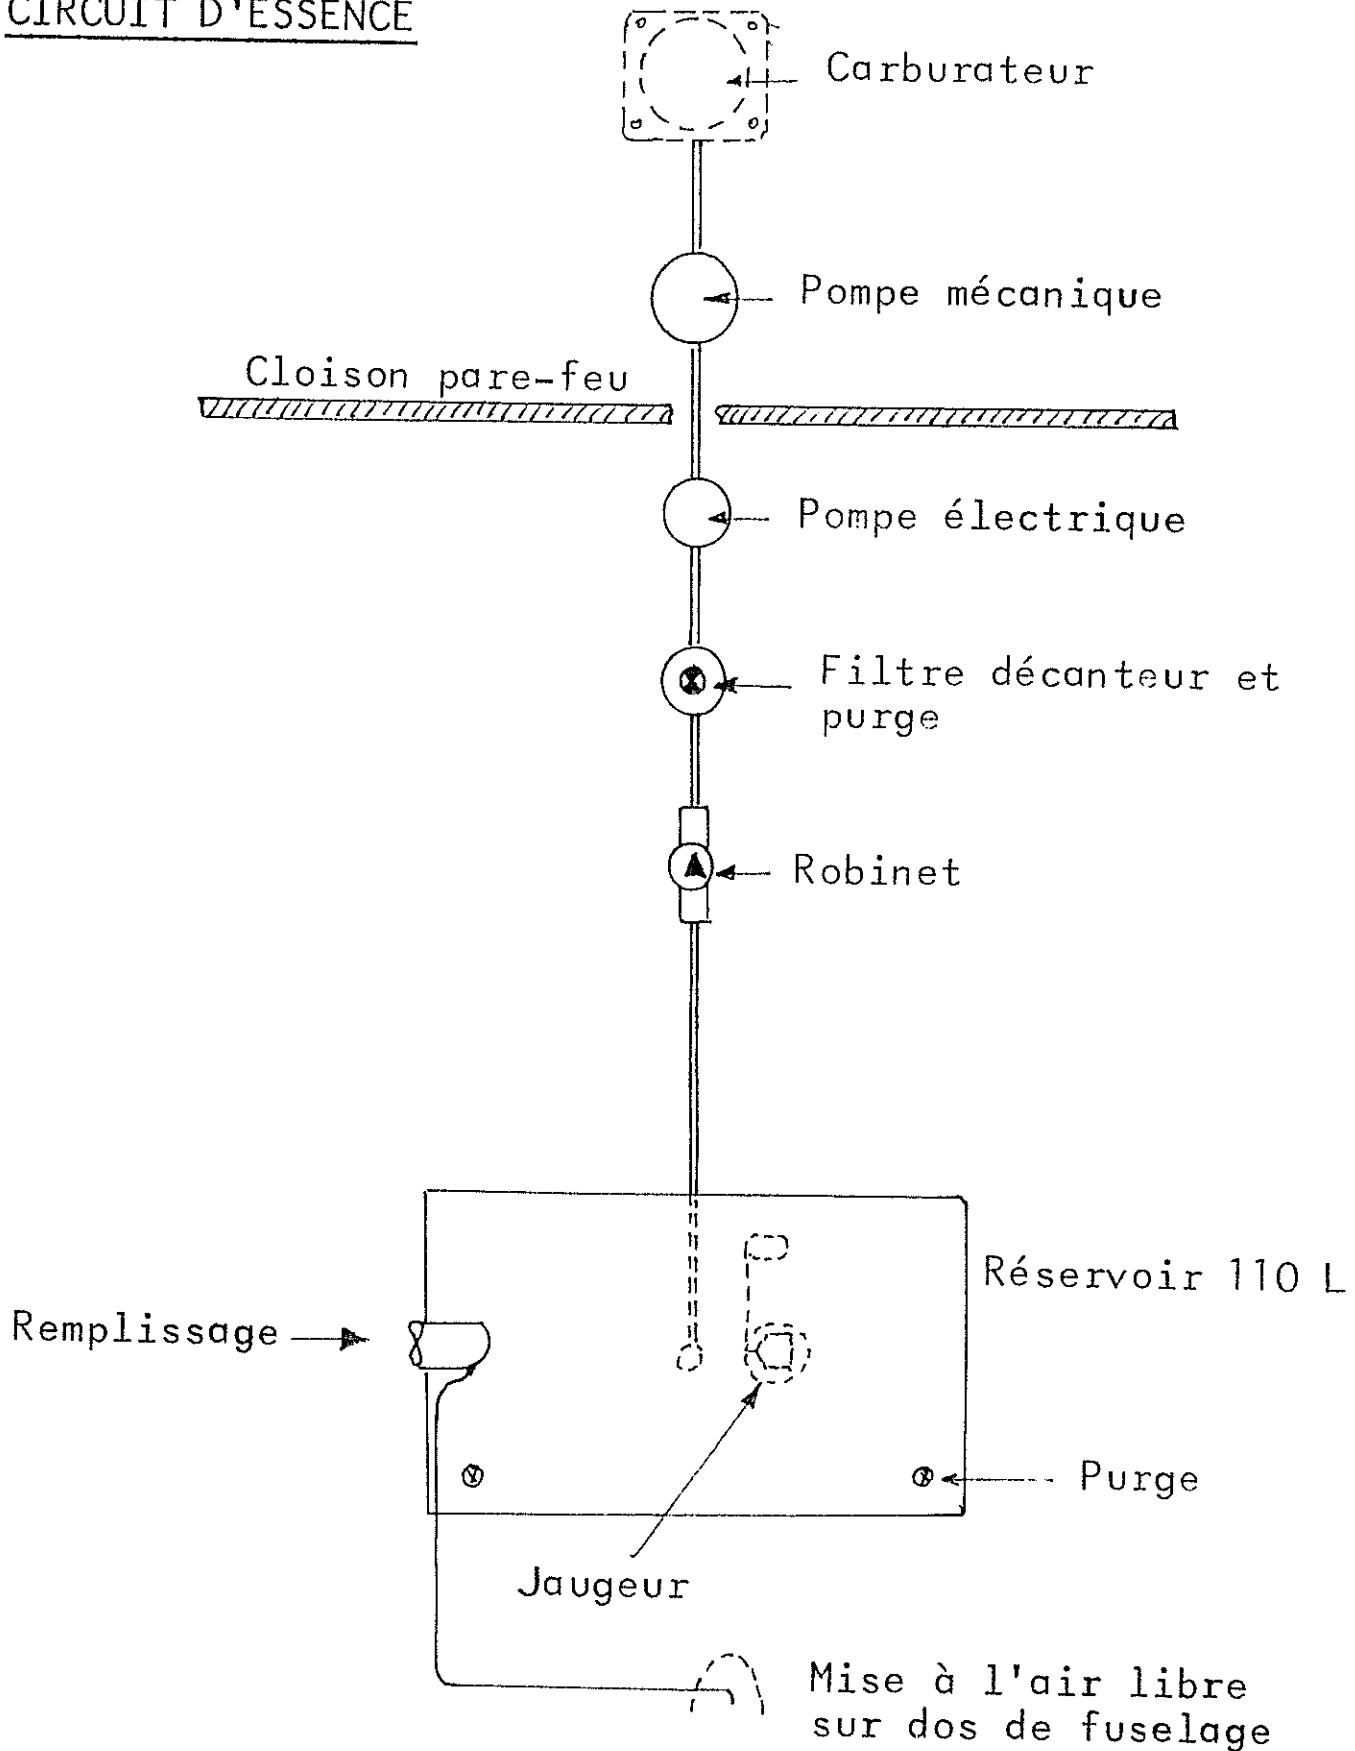 CIRCUIT D'ESSENCE
Carburateur
Pompe mécanique
Cloison pare-feu
Pompe électrique
Filtre décanteur et
purge
Robinet
Réservoir 110 L
Remplissage
Purge
Jaugeur
Mise à l'air libre
sur dos de fuselage